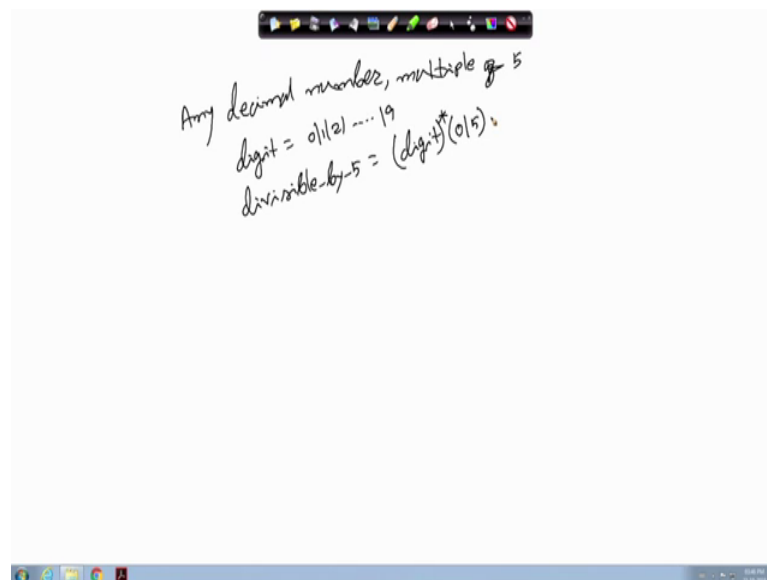 Any decimal number, multiple of 5
digit = 0|1|2| .... |9
divisible-by-5 = (digit)* (0|5)